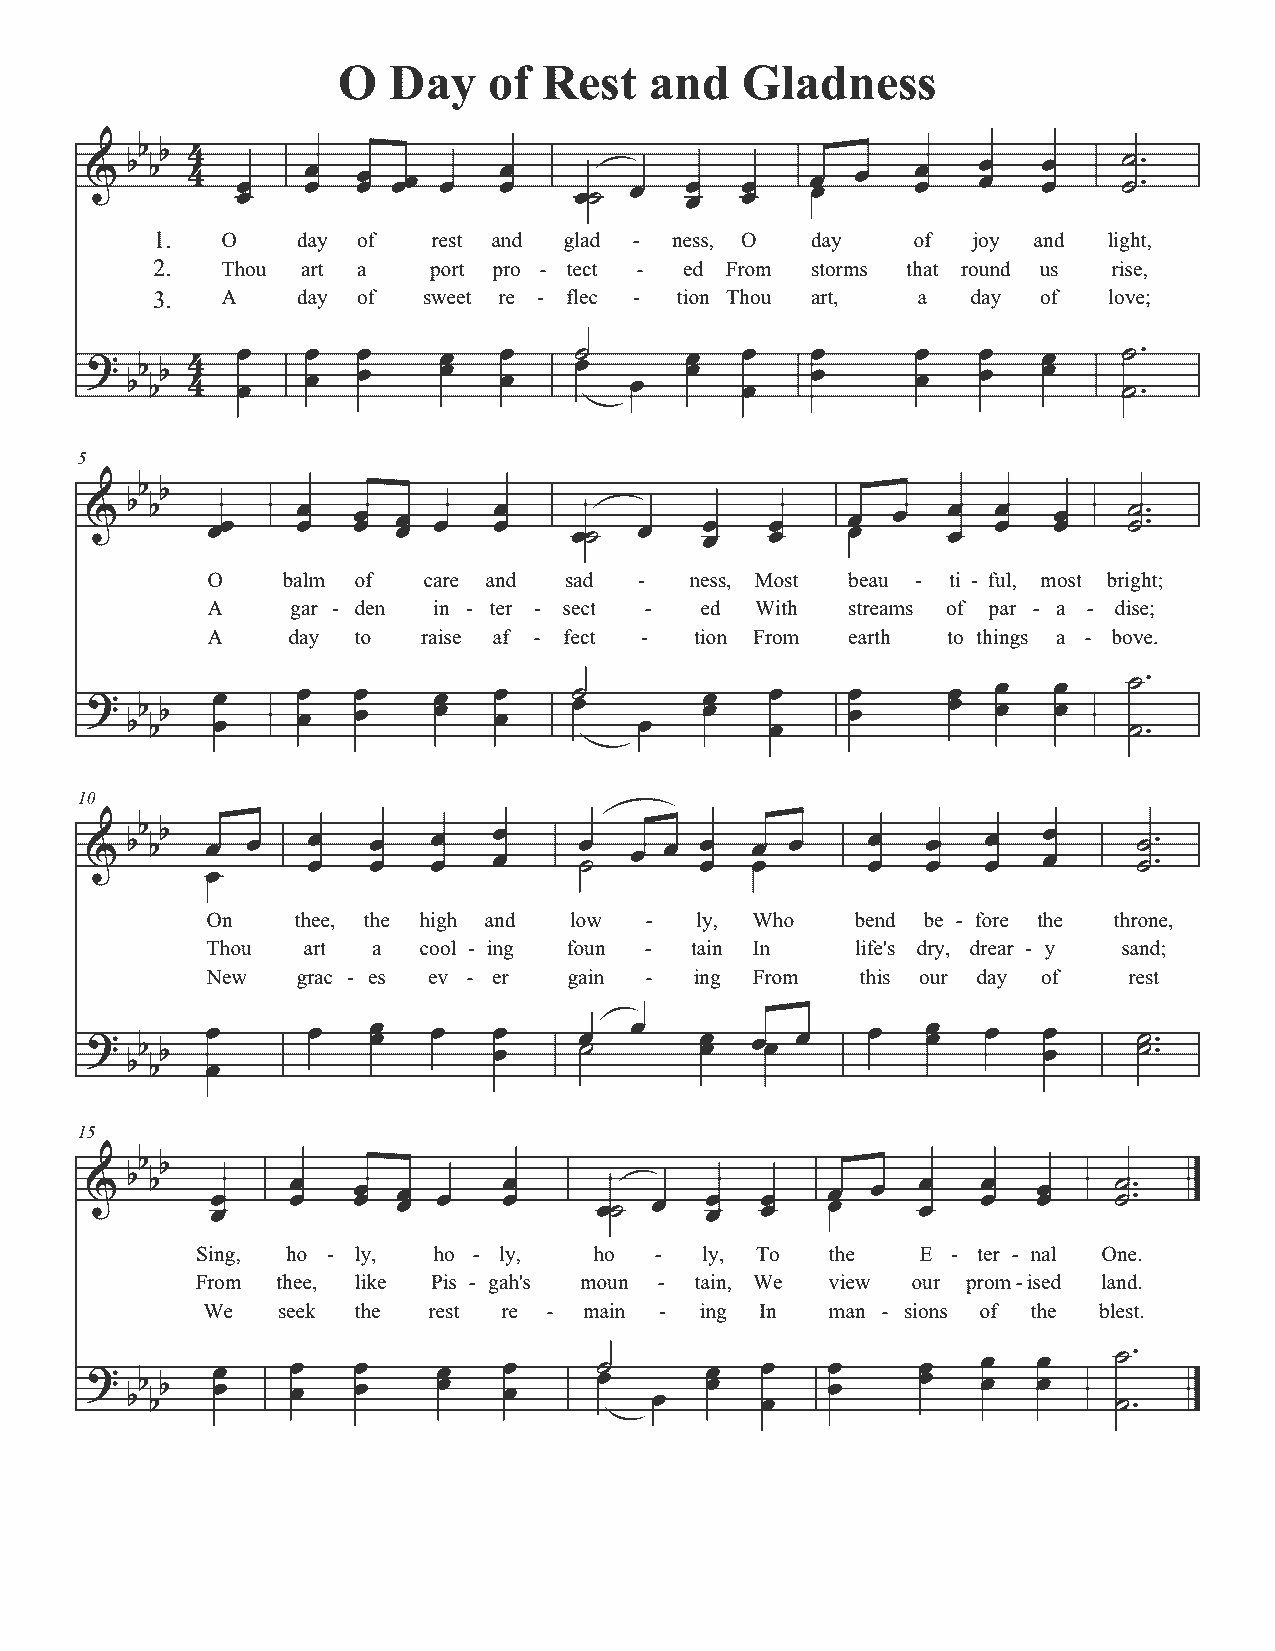 O Day of Rest and Gladness
4 4
1. O day of rest and glad - ness, O day of joy and light,
2. Thou art a port pro - tect - ed From storms that round us rise,
3. A day of sweet re - flec - tion Thou art, a day of love;
4 4
5
O balm of care and sad - ness, Most beau - ti - ful, most bright;
A gar - den in - ter - sect - ed With streams of par - a - dise;
A day to raise af - fect - tion From earth to things a - bove.
10
On thee, the high and low - ly, Who bend be - fore the throne,
Thou art a cool - ing foun - tain In life's dry, drear - y sand;
New grac - es ev - er gain - ing From this our day of rest
15
Sing, ho - ly, ho - ly, ho - ly, To the E - ter - nal One.
From thee, like Pis - gah's moun - tain, We view our prom - ised land.
We seek the rest re - main - ing In man - sions of the blest.